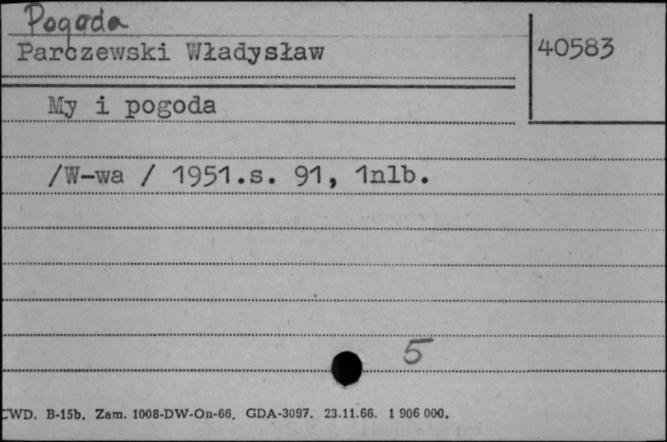 Pogoda
Parczewski Władysław
40583
My i pogoda
/W-wa / 1951.s. 91, 1nlb.
5
CWD. B-15b. Zam. 1008-DW-On-66. GDA-3097. 23.11.66. 1 906 000.